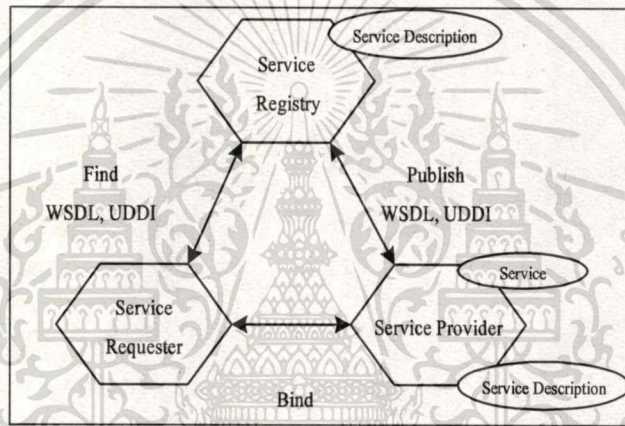 Service Description
Service
Registry
Find
WSDL, UDDI
Publish
WSDL, UDDI
Service
Service
Requester
Service Provider
Service Description
Bind